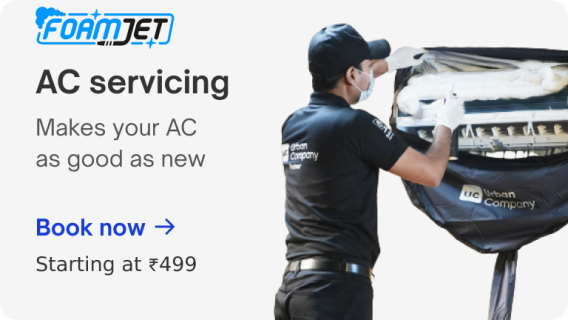 FOAMJET
AC servicing
Makes your AC
as good as new
Book now →
Starting at ₹499
Urban
Company
Partner
UC Urban
Company